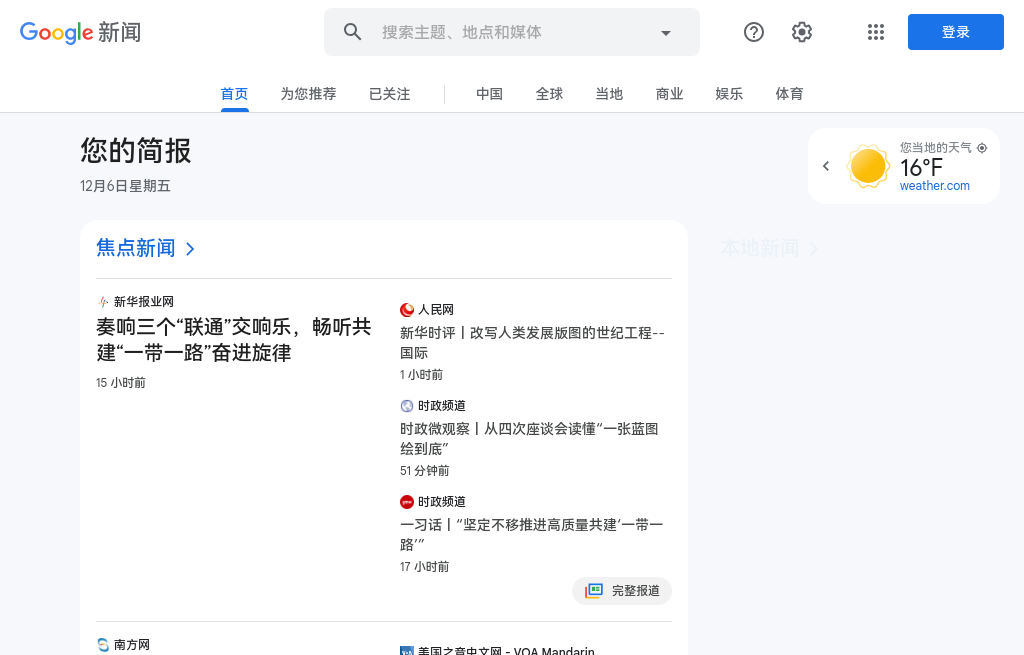 Google 新闻
搜索主题、地点和媒体
登录
首页
为您推荐
已关注
中国
全球
当地
商业
娱乐
体育
您的简报
12月6日星期五
您当地的天气
16°F
weather.com
焦点新闻
本地新闻
新华报业网
奏响三个“联通”交响乐，畅听共
建“一带一路”奋进旋律
15 小时前
人民网
新华时评丨改写人类发展版图的世纪工程--
国际
1 小时前
时政频道
时政微观察丨从四次座谈会读懂“一张蓝图
绘到底”
51 分钟前
时政频道
一习话丨“坚定不移推进高质量共建‘一带一
路’”
17 小时前
完整报道
南方网
美国之音中文网 - VOA Mandarin